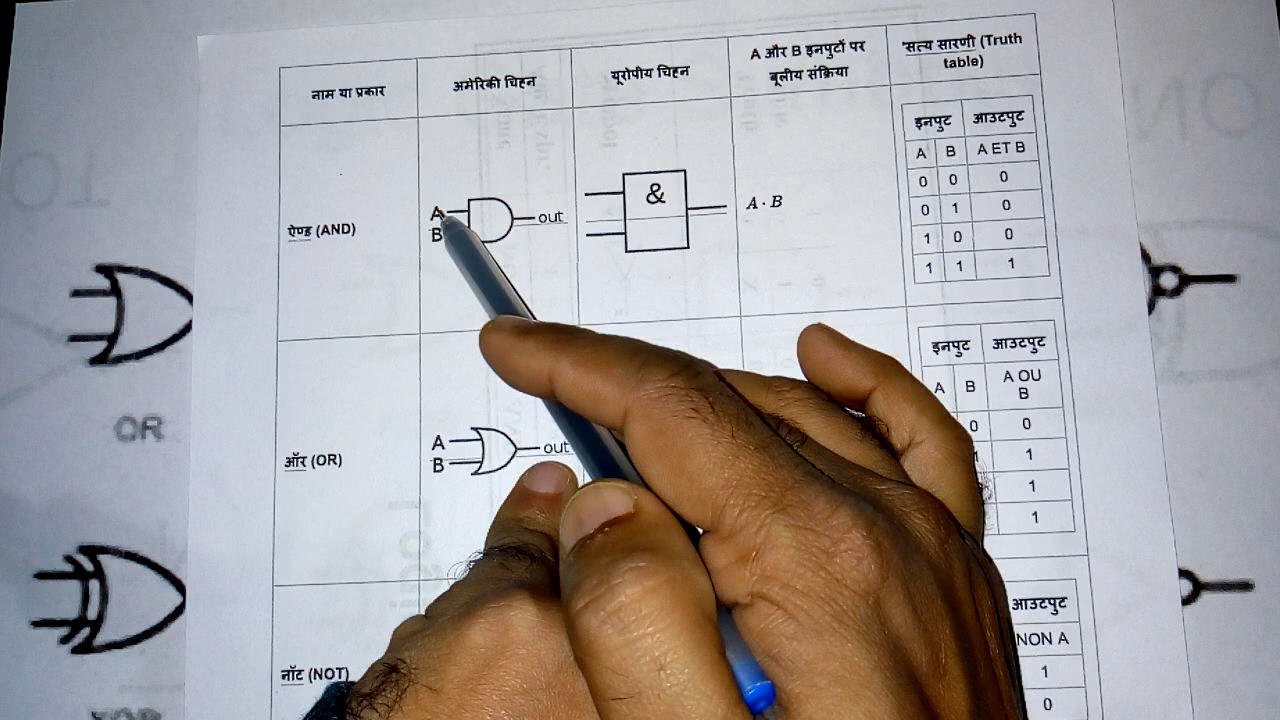 नाम या प्रकार
अमेरिकी चिह्न
यूरोपीय चिह्न
A और B इनपुटों पर
बूलीय संक्रिया
सत्य सारणी (Truth
table)
इनपुट आउटपुट
A B A ET B
0 0 0
0 1 0
1 0 0
1 1 1
ऐण्ड (AND)
A
B
out
&
A · B
इनपुट आउटपुट
A B A OU
B
0 0
1 1
1
1
ऑर (OR)
A
B
out
आउटपुट
NON A
1
0
नॉट (NOT)
OR